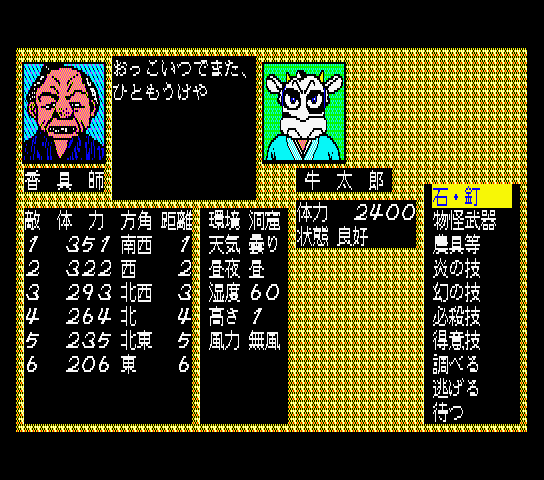 おっこいつでまた、
ひともうけや
香具師
牛太郎
体力 2400
状態 良好
敵 体力 方角 距離
1 351 南西 1
2 322 西 2
3 293 北西 3
4 264 北 4
5 235 北東 5
6 206 東 6
環境 洞窟
天気 曇り
昼夜 昼
湿度 60
高さ 1
風力 無風
石・釘
物怪武器
農具等
炎の技
幻の技
必殺技
得意技
調べる
逃げる
待つ